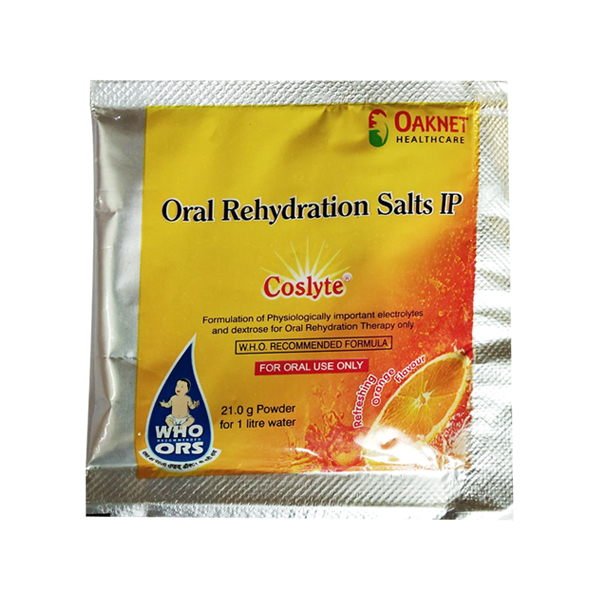 OAKNET
HEALTHCARE
Oral Rehydration Salts IP
Coslyte®
Formulation of Physiologically important electrolytes
and dextrose for Oral Rehydration Therapy only
W.H.O. RECOMMENDED FORMULA
FOR ORAL USE ONLY
21.0 g Powder
for 1 litre water
Refreshing
Orange
Flavour
WHO
RECOMMENDED
ORS